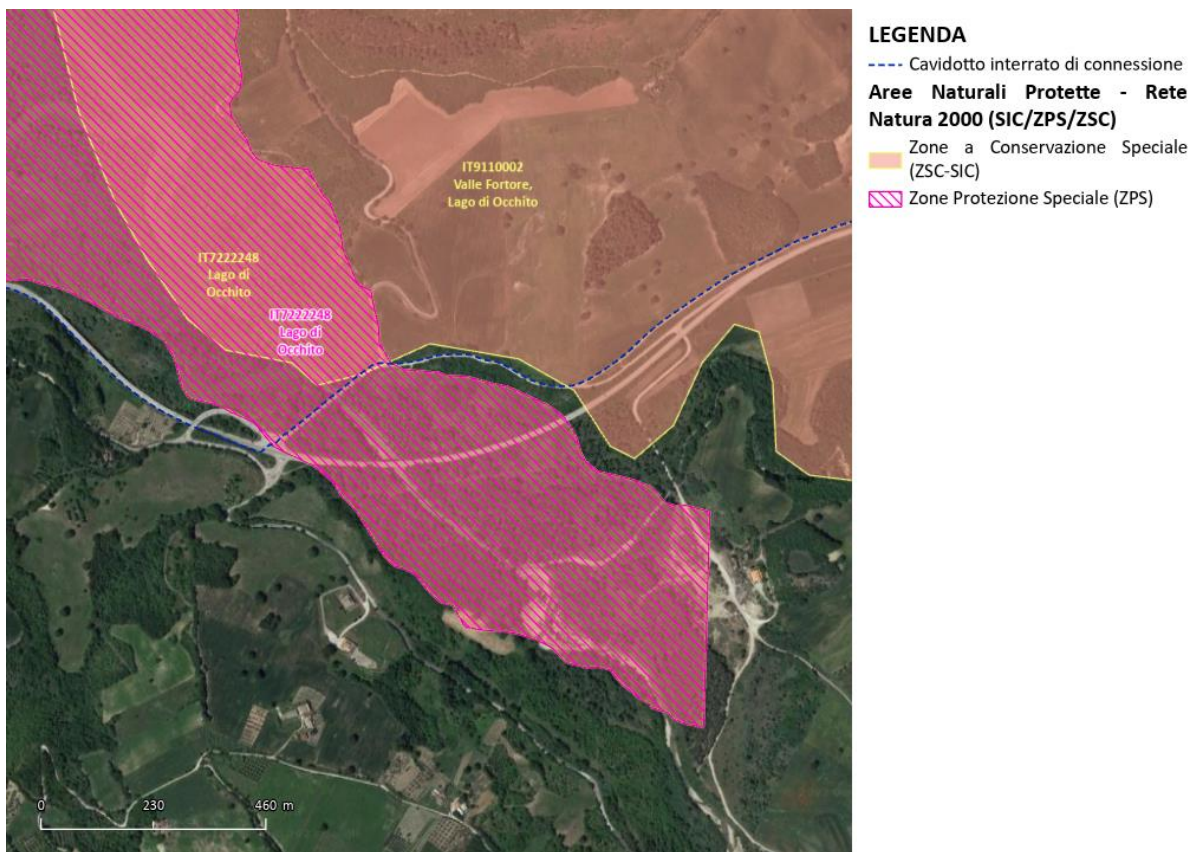 IT9110002
Valle Fortore,
Lago di Occhito
IT7222248
Lago di
Occhito
IT7222248
Lago di
Occhito
0 230 460 m
LEGENDA
Cavidotto interrato di connessione
Aree Naturali Protette - Rete
Natura 2000 (SIC/ZPS/ZSC)
Zone a Conservazione Speciale
(ZSC-SIC)
Zone Protezione Speciale (ZPS)